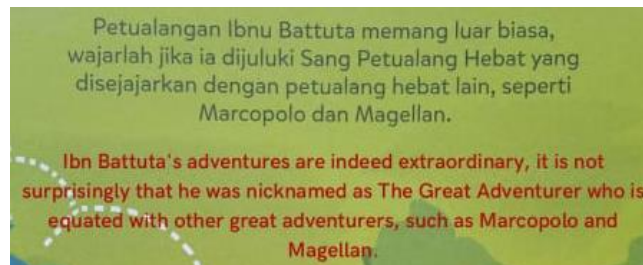 Petualangan Ibnu Battuta memang luar biasa,
wajarlah jika ia dijuluki Sang Petualang Hebat yang
disejajarkan dengan petualang hebat lain, seperti
Marcopolo dan Magellan.
Ibn Battuta's adventures are indeed extraordinary, it is not
surprisingly that he was nicknamed as The Great Adventurer who is
equated with other great adventurers, such as Marcopolo and
Magellan.